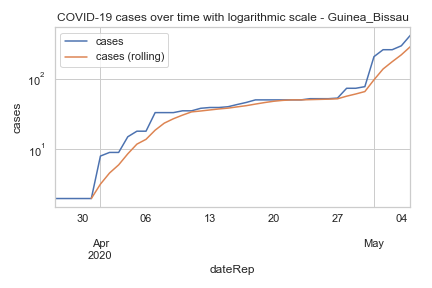 COVID-19 cases over time with logarithmic scale - Guinea_Bissau
cases
cases (rolling)
10²
10¹
cases
30 06 13 20 27 04
Apr May
2020
dateRep